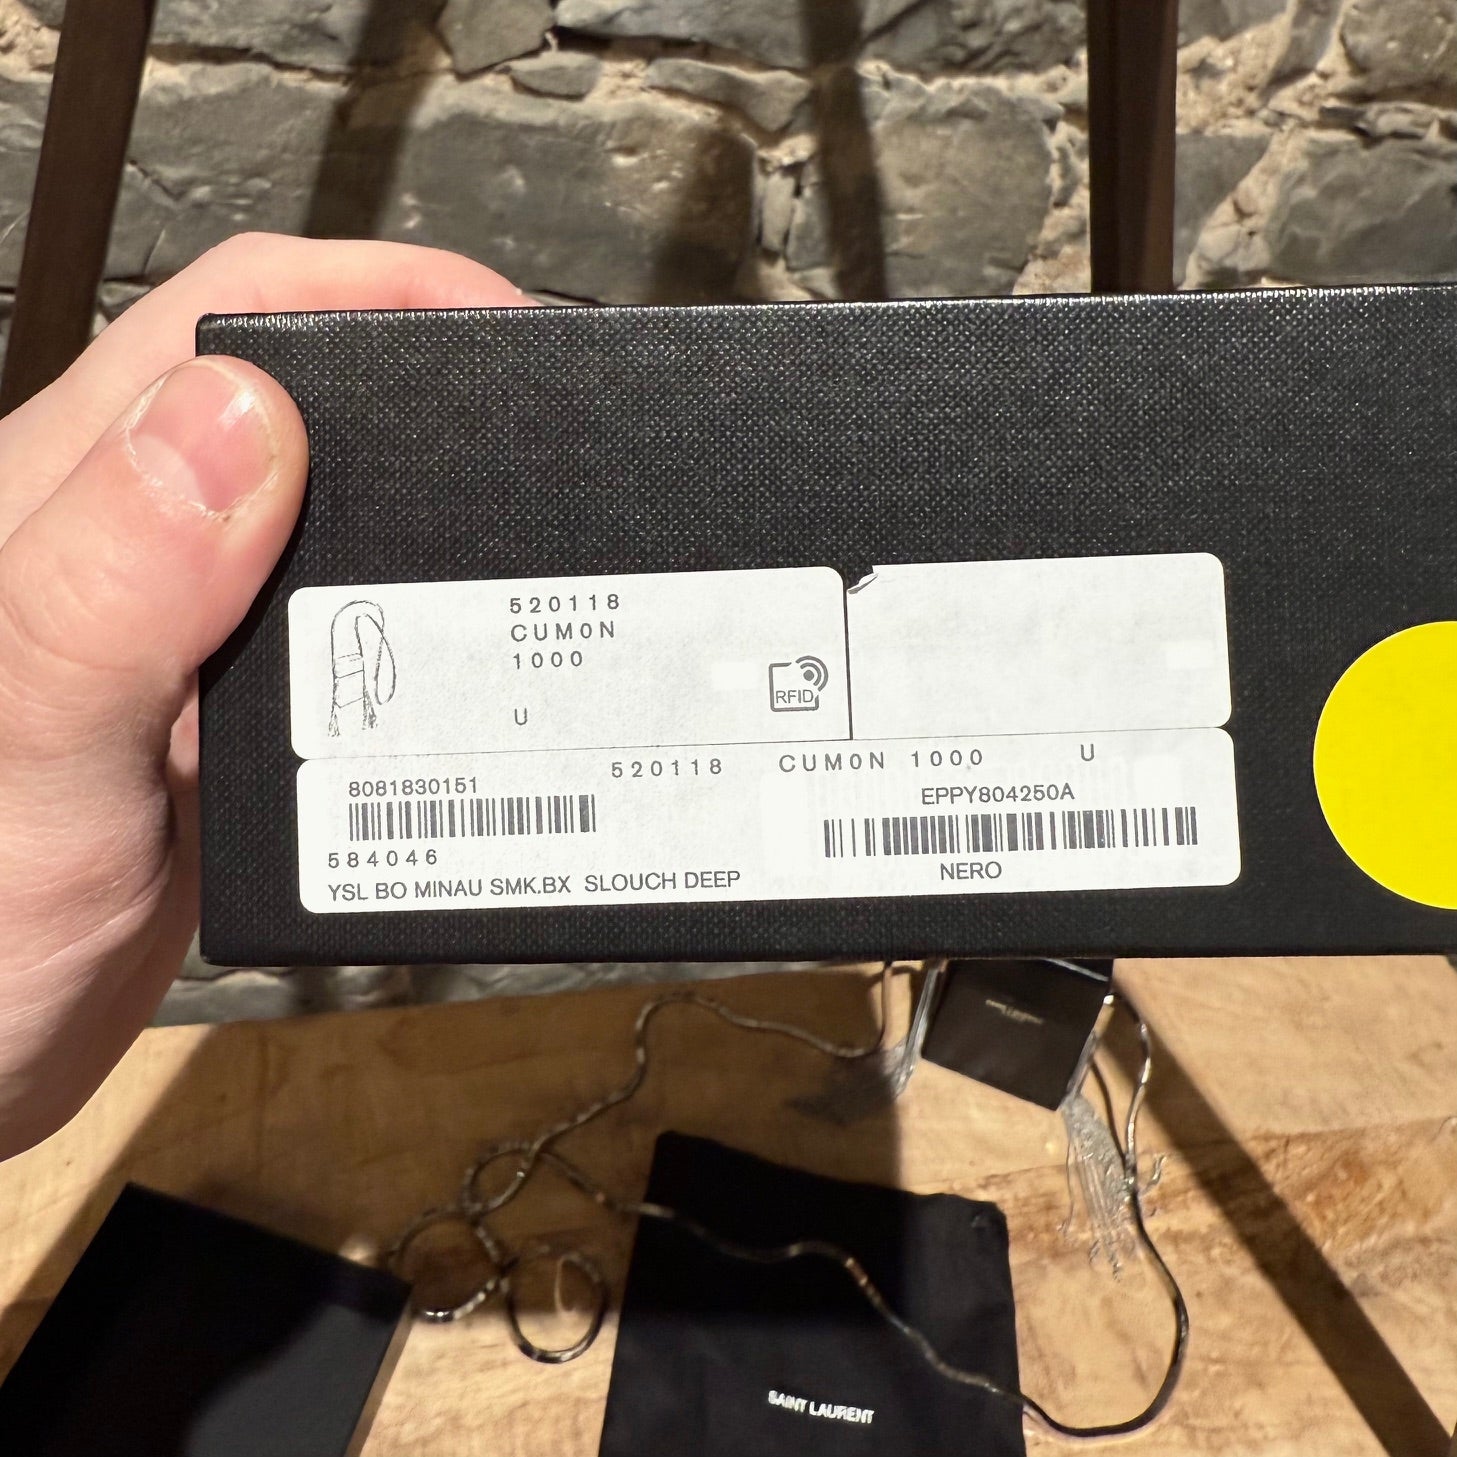 520118
CUM0N
1000
U
RFID
520118 CUM0N 1000 U
8081830151
EPPY804250A
584046
NERO
YSL BO MINAU SMK.BX SLOUCH DEEP
SAINT LAURENT